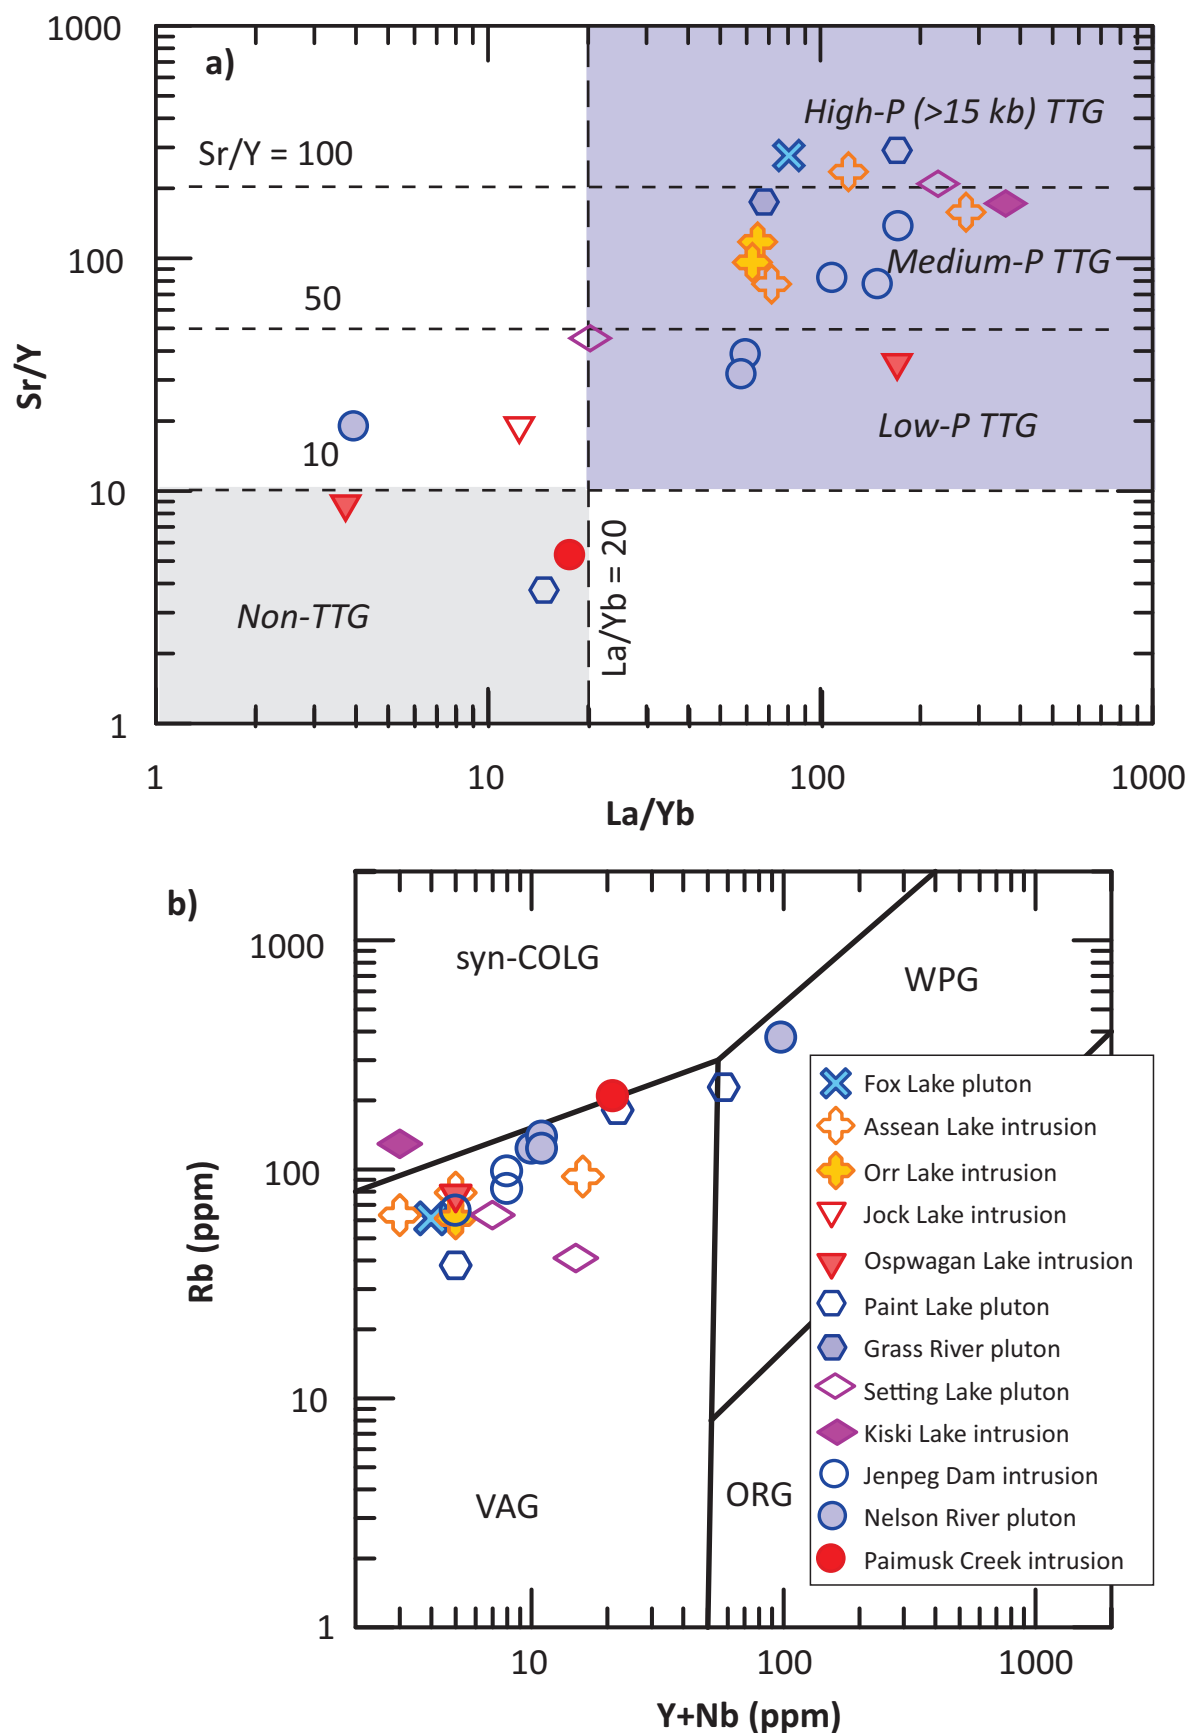 1000
a)
High-P (>15 kb) TTG
Sr/Y = 100
100
Medium-P TTG
50
Sr/Y
Low-P TTG
10
10
La/Yb = 20
Non-TTG
1
1
10
100
1000
La/Yb
b)
syn-COLG
1000
WPG
Fox Lake pluton
Assean Lake intrusion
100
Orr Lake intrusion
Jock Lake intrusion
Rb (ppm)
Ospwagan Lake intrusion
Paint Lake pluton
Grass River pluton
Setting Lake pluton
10
Kiski Lake intrusion
Jenpeg Dam intrusion
VAG
ORG
Nelson River pluton
Paimusk Creek intrusion
1
10
100
1000
Y+Nb (ppm)